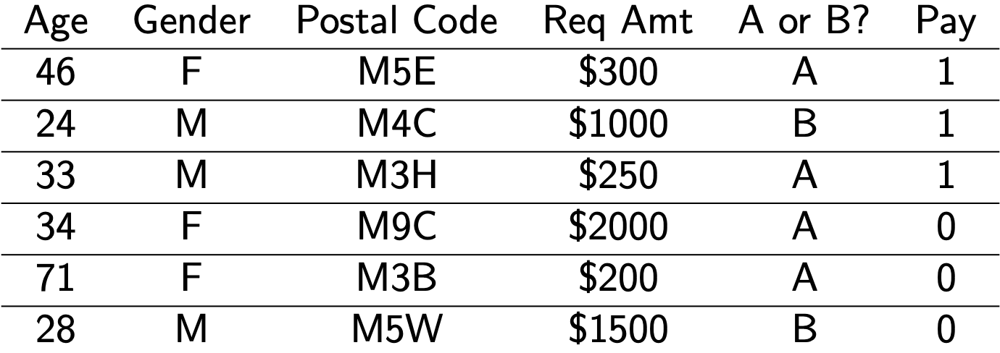 Age Gender Postal Code Req Amt A or B? Pay
46 F M5E $300 A 1
24 M M4C $1000 B 1
33 M M3H $250 A 1
34 F M9C $2000 A 0
71 F M3B $200 A 0
28 M M5W $1500 B 0